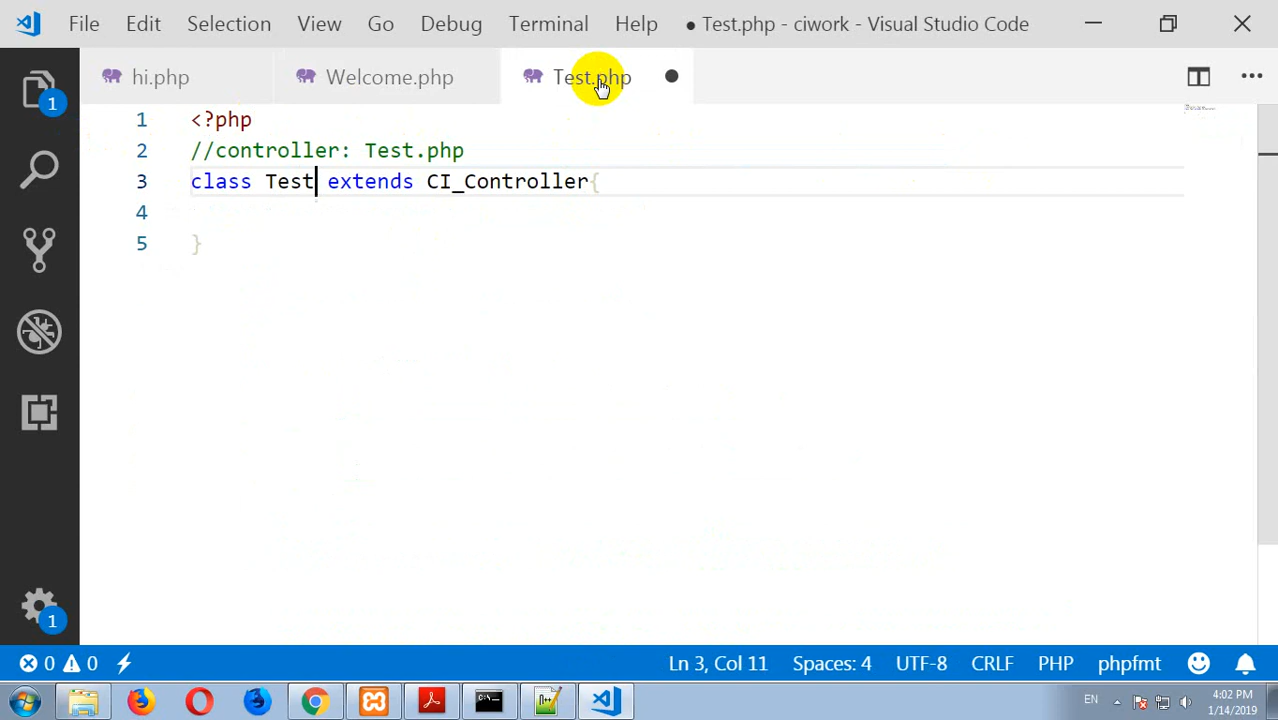 File Edit Selection View Go Debug Terminal Help ● Test.php - ciwork - Visual Studio Code
hi.php Welcome.php Test.php
1 <?php
2 //controller: Test.php
3 class Test extends CI_Controller{
4
5 }
1
1
0 0 Ln 3, Col 11 Spaces: 4 UTF-8 CRLF PHP phpfmt
EN 4:02 PM
1/14/2019